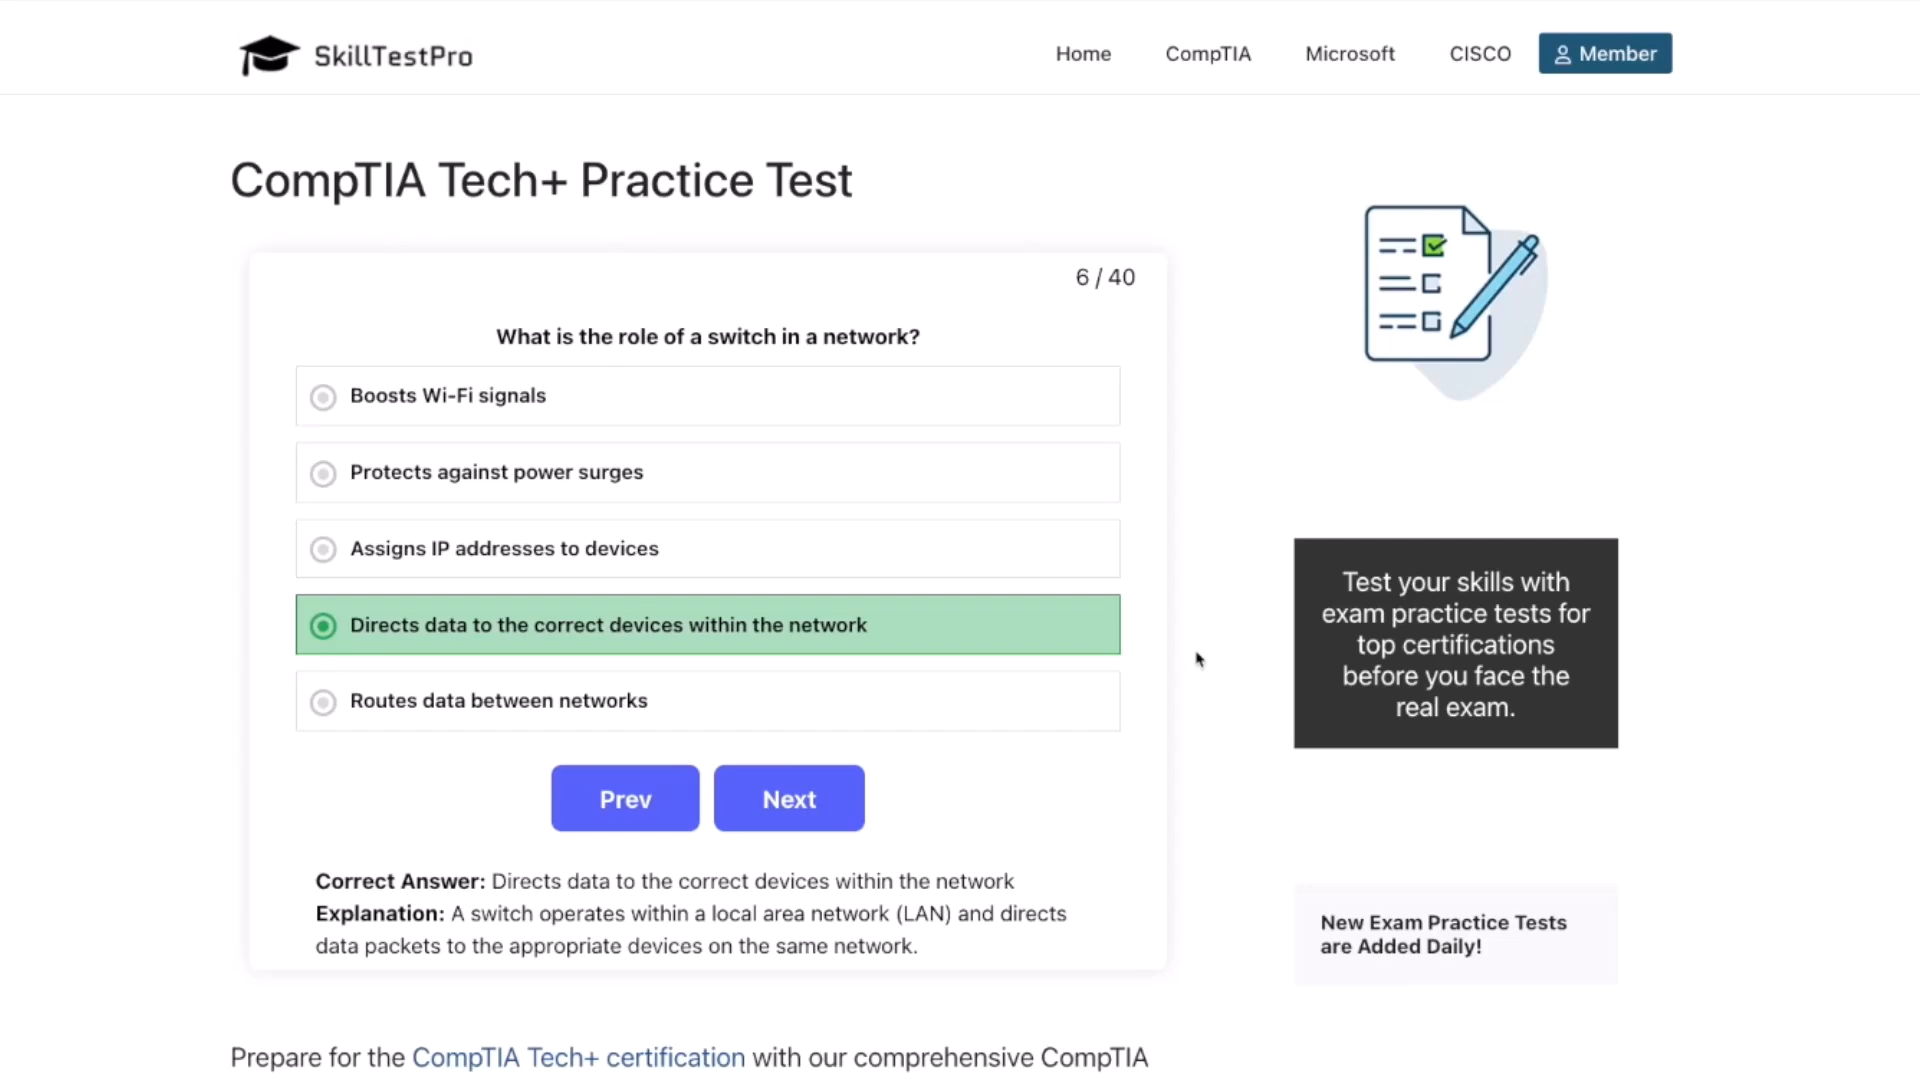 SkillTestPro
Home CompTIA Microsoft CISCO Member
CompTIA Tech+ Practice Test
6 / 40
What is the role of a switch in a network?
Boosts Wi-Fi signals
Protects against power surges
Assigns IP addresses to devices
Directs data to the correct devices within the network
Routes data between networks
Prev Next
Correct Answer: Directs data to the correct devices within the network
Explanation: A switch operates within a local area network (LAN) and directs
data packets to the appropriate devices on the same network.
Test your skills with
exam practice tests for
top certifications
before you face the
real exam.
New Exam Practice Tests
are Added Daily!
Prepare for the CompTIA Tech+ certification with our comprehensive CompTIA